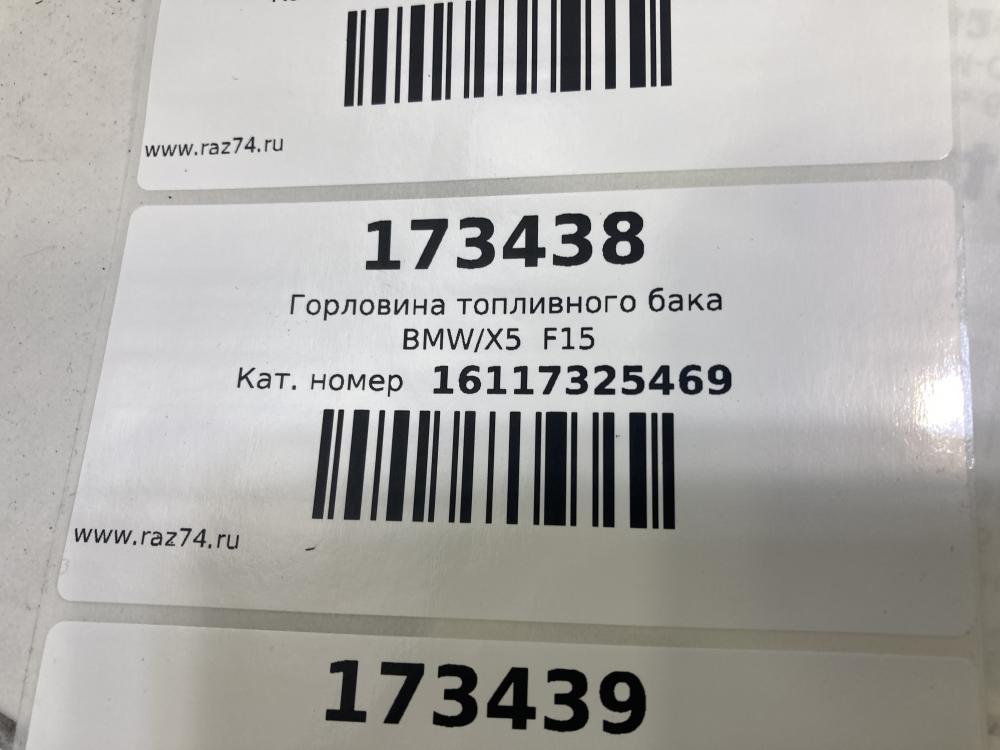 www.raz74.ru
173438
Горловина топливного бака
BMW/X5 F15
Кат. номер 16117325469
www.raz74.ru
173439